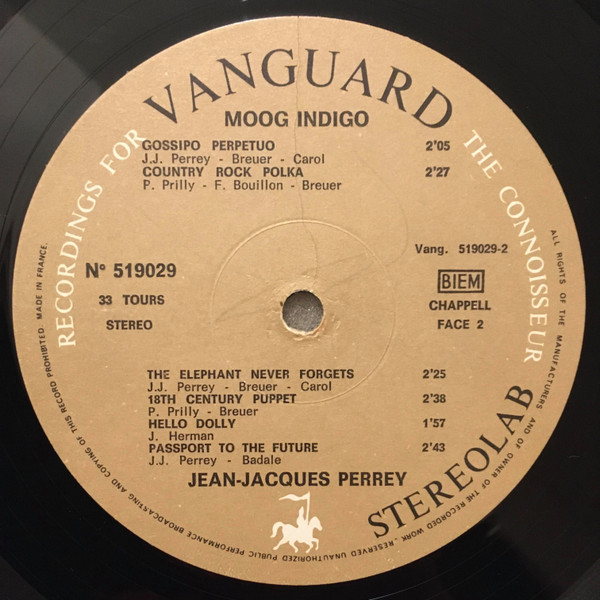 VANGUARD
RECORDINGS FOR THE CONNOISSEUR
MOOG INDIGO
GOSSIPO PERPETUO 2'05
J.J. Perrey - Breuer - Carol
COUNTRY ROCK POLKA 2'27
P. Prilly - F. Bouillon - Breuer
Vang. 519029-2
N° 519029
BIEM
33 TOURS
CHAPPELL
STEREO
FACE 2
THE ELEPHANT NEVER FORGETS 2'25
J.J. Perrey - Breuer - Carol
18TH CENTURY PUPPET 2'38
P. Prilly - Breuer
HELLO DOLLY 1'57
J. Herman
PASSPORT TO THE FUTURE 2'43
J.J. Perrey - Badale
JEAN-JACQUES PERREY
STEREOLAB
ALL RIGHTS OF THE MANUFACTURERS AND OF OWNER OF THE RECORDED WORK RESERVED UNAUTHORIZED PUBLIC PERFORMANCE BROADCASTING AND COPYING OF THIS RECORD PROHIBITED. MADE IN FRANCE.